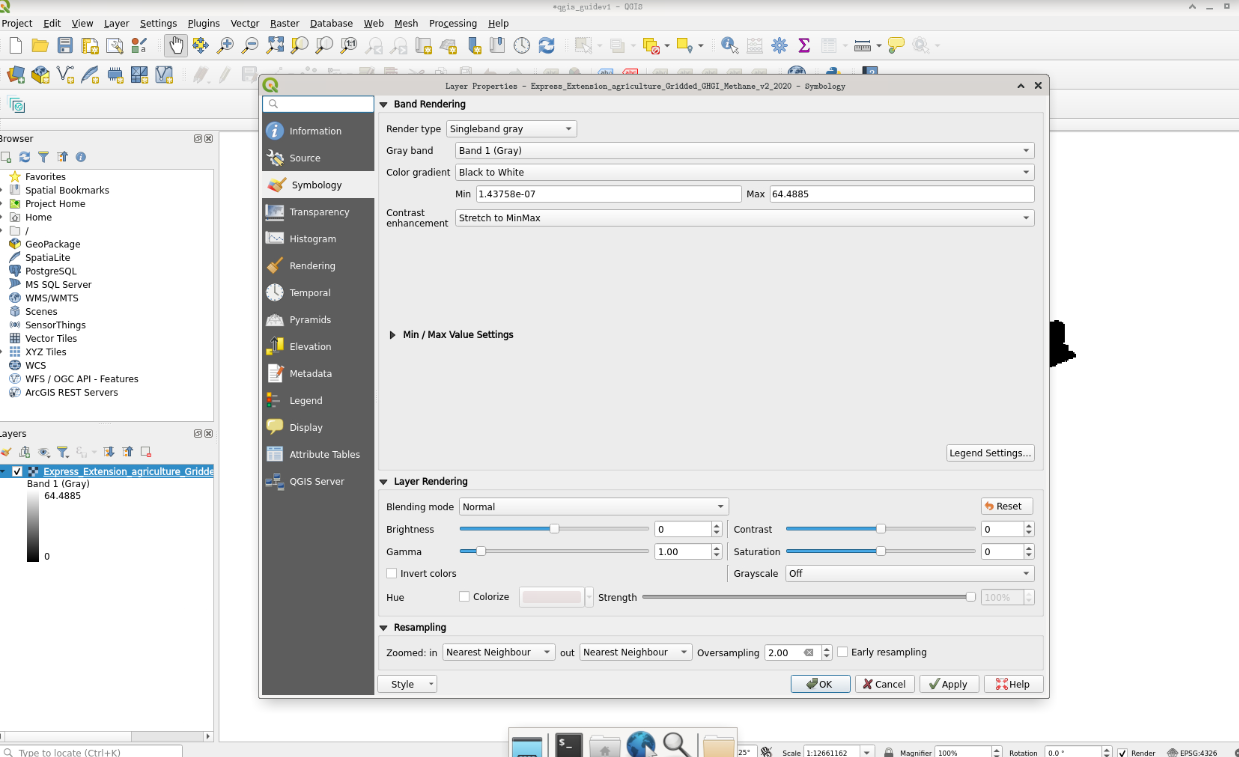 *qgis_guidev1 - QGIS
Project Edit View Layer Settings Plugins Vector Raster Database Web Mesh Processing Help
Layer Properties - Express_Extension_agriculture_Gridded_GHGI_Methane_v2_2020 - Symbology
Browser
Favorites
Spatial Bookmarks
Project Home
Home
/
GeoPackage
SpatiaLite
PostgreSQL
MS SQL Server
WMS/WMTS
Scenes
SensorThings
Vector Tiles
XYZ Tiles
WCS
WFS / OGC API - Features
ArcGIS REST Servers
Layers
Express_Extension_agriculture_Gridde
Band 1 (Gray)
64.4885
0
Information
Source
Symbology
Transparency
Histogram
Rendering
Temporal
Pyramids
Elevation
Metadata
Legend
Display
Attribute Tables
QGIS Server
Band Rendering
Render type Singleband gray
Gray band Band 1 (Gray)
Color gradient Black to White
Min 1.43758e-07 Max 64.4885
Contrast
enhancement Stretch to MinMax
Min / Max Value Settings
Legend Settings...
Layer Rendering
Blending mode Normal Reset
Brightness 0 Contrast 0
Gamma 1.00 Saturation 0
Invert colors Grayscale Off
Hue Colorize Strength 100%
Resampling
Zoomed: in Nearest Neighbour out Nearest Neighbour Oversampling 2.00 Early resampling
Style OK Cancel Apply Help
Type to locate (Ctrl+K) 25° Scale 1:12661162 Magnifier 100% Rotation 0.0 ° Render EPSG:4326